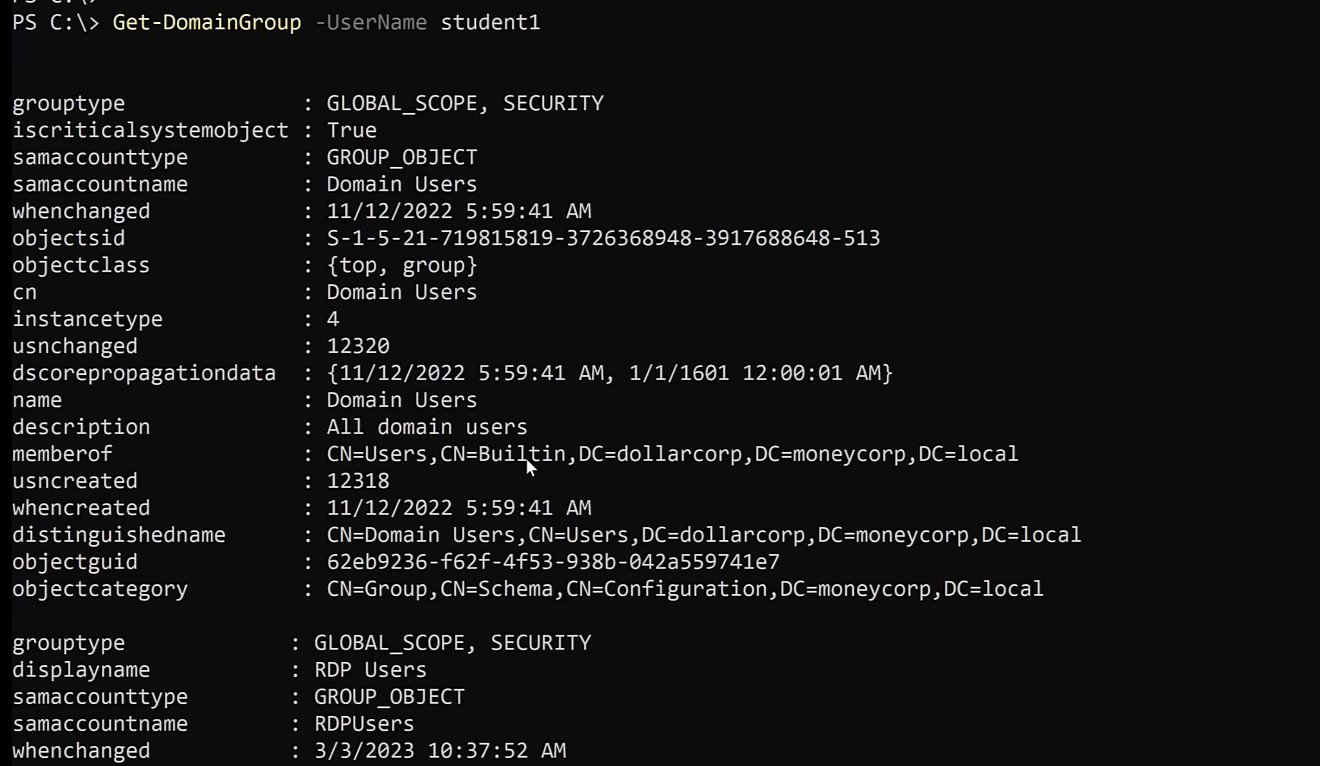 PS C:\>
PS C:\> Get-DomainGroup -UserName student1
grouptype : GLOBAL_SCOPE, SECURITY
iscriticalsystemobject : True
samaccounttype : GROUP_OBJECT
samaccountname : Domain Users
whenchanged : 11/12/2022 5:59:41 AM
objectsid : S-1-5-21-719815819-3726368948-3917688648-513
objectclass : {top, group}
cn : Domain Users
instancetype : 4
usnchanged : 12320
dscorepropagationdata : {11/12/2022 5:59:41 AM, 1/1/1601 12:00:01 AM}
name : Domain Users
description : All domain users
memberof : CN=Users,CN=Builtin,DC=dollarcorp,DC=moneycorp,DC=local
usncreated : 12318
whencreated : 11/12/2022 5:59:41 AM
distinguishedname : CN=Domain Users,CN=Users,DC=dollarcorp,DC=moneycorp,DC=local
objectguid : 62eb9236-f62f-4f53-938b-042a559741e7
objectcategory : CN=Group,CN=Schema,CN=Configuration,DC=moneycorp,DC=local
grouptype : GLOBAL_SCOPE, SECURITY
displayname : RDP Users
samaccounttype : GROUP_OBJECT
samaccountname : RDPUsers
whenchanged : 3/3/2023 10:37:52 AM